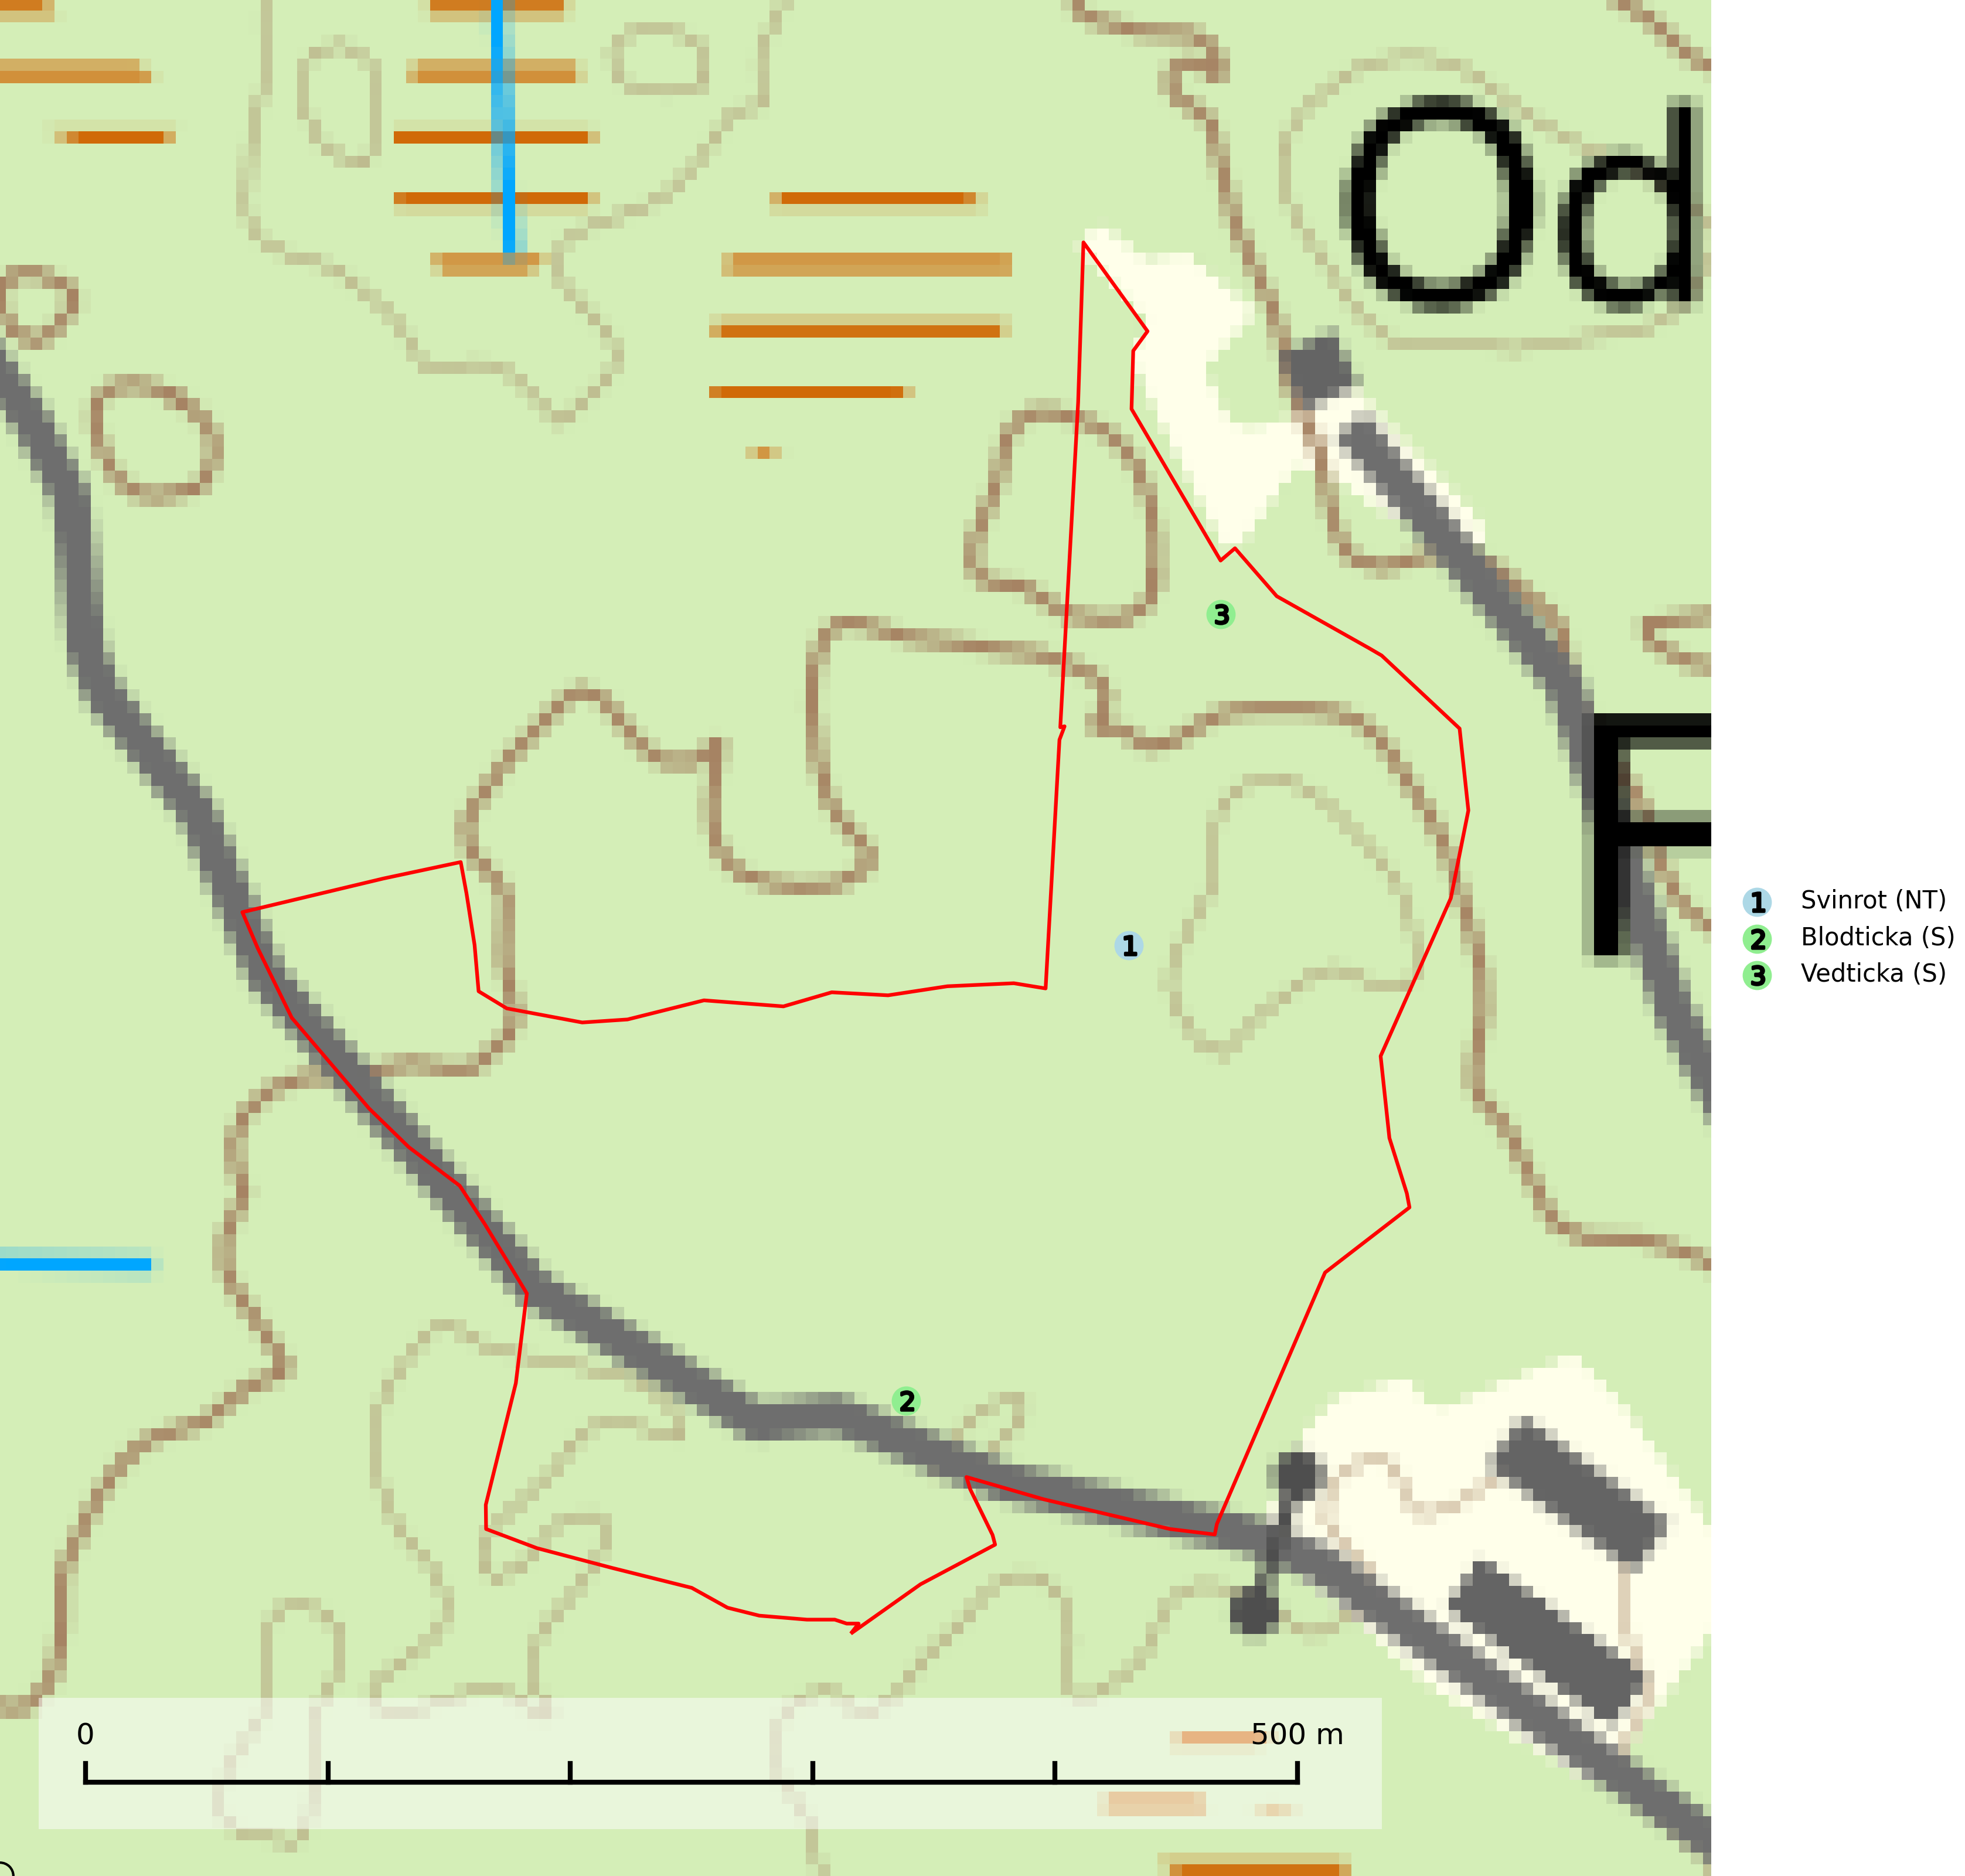 Od
F
1 Svinrot (NT)
2 Blodticka (S)
3 Vedticka (S)
3
1
2
0 500 m